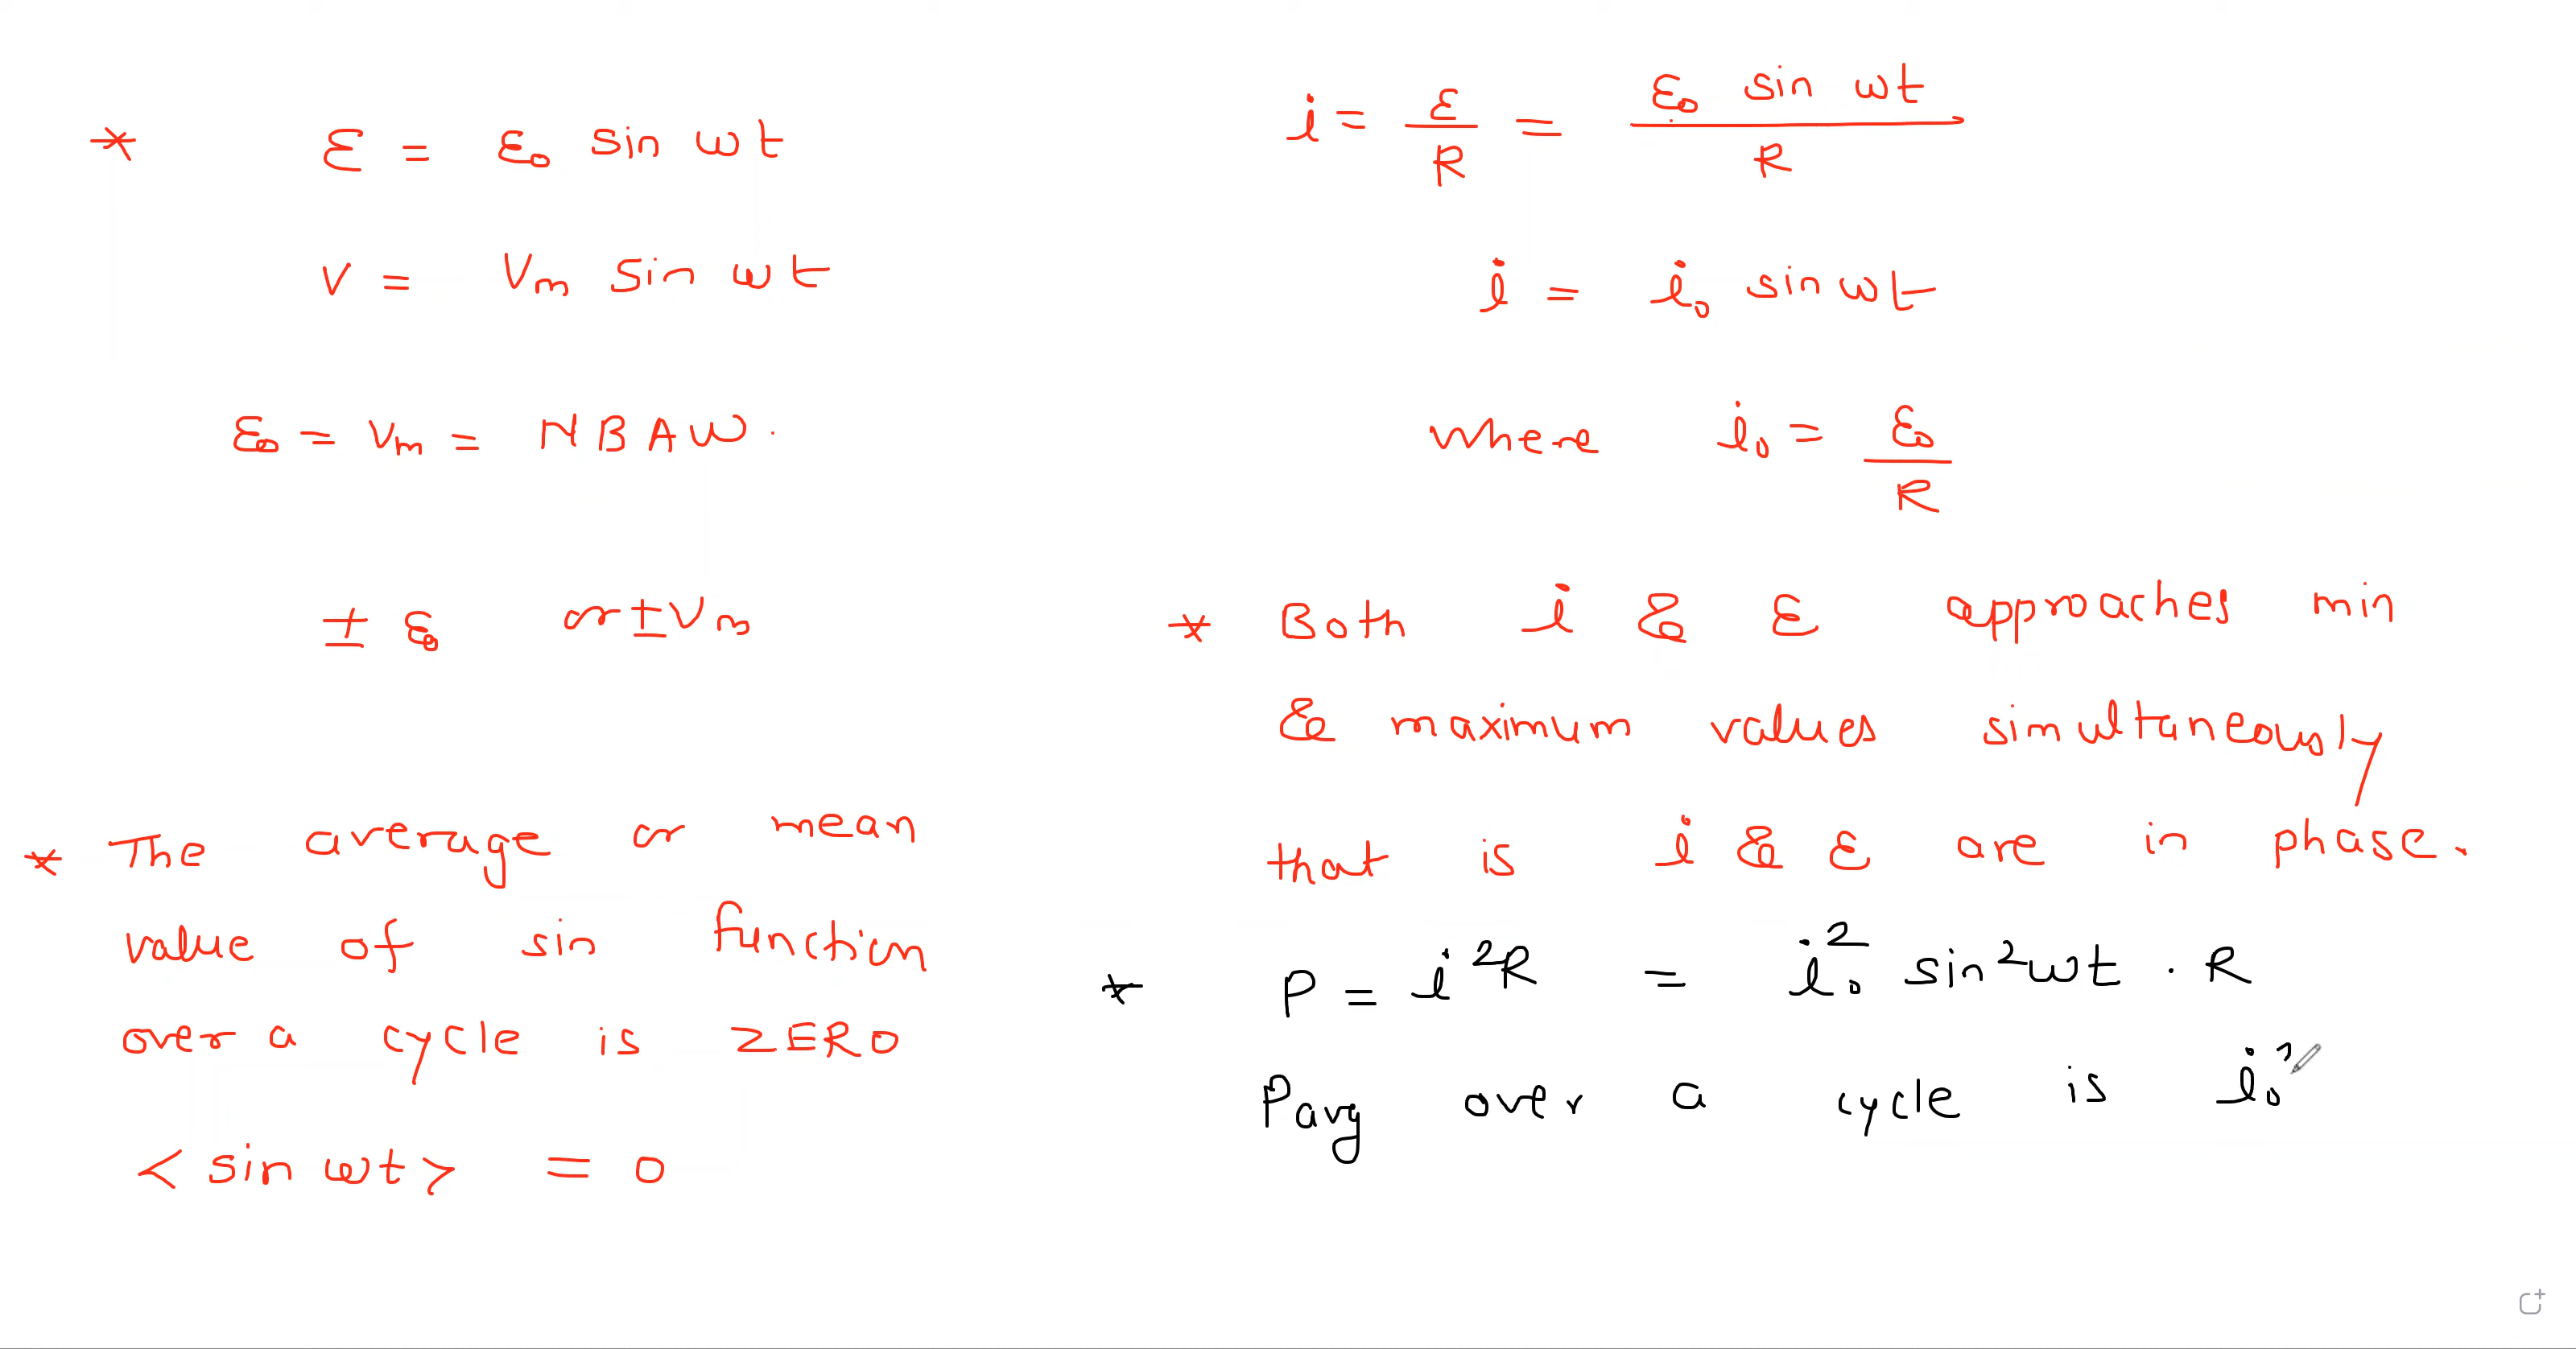 * ε = ε₀ sin ωt
v = Vm sin ωt
ε₀ = Vm = NBAω.
± ε₀ or ± Vm
* The average or mean
value of sin function
over a cycle is ZERO
< sin ωt > = 0
i = ε/R = ε₀ sin ωt / R
i = i₀ sin ωt
where i₀ = ε₀/R
* Both i & ε approaches min
& maximum values simultaneously
that is i & ε are in phase.
* P = i²R = i₀² sin²ωt · R
Pavg over a cycle is i₀